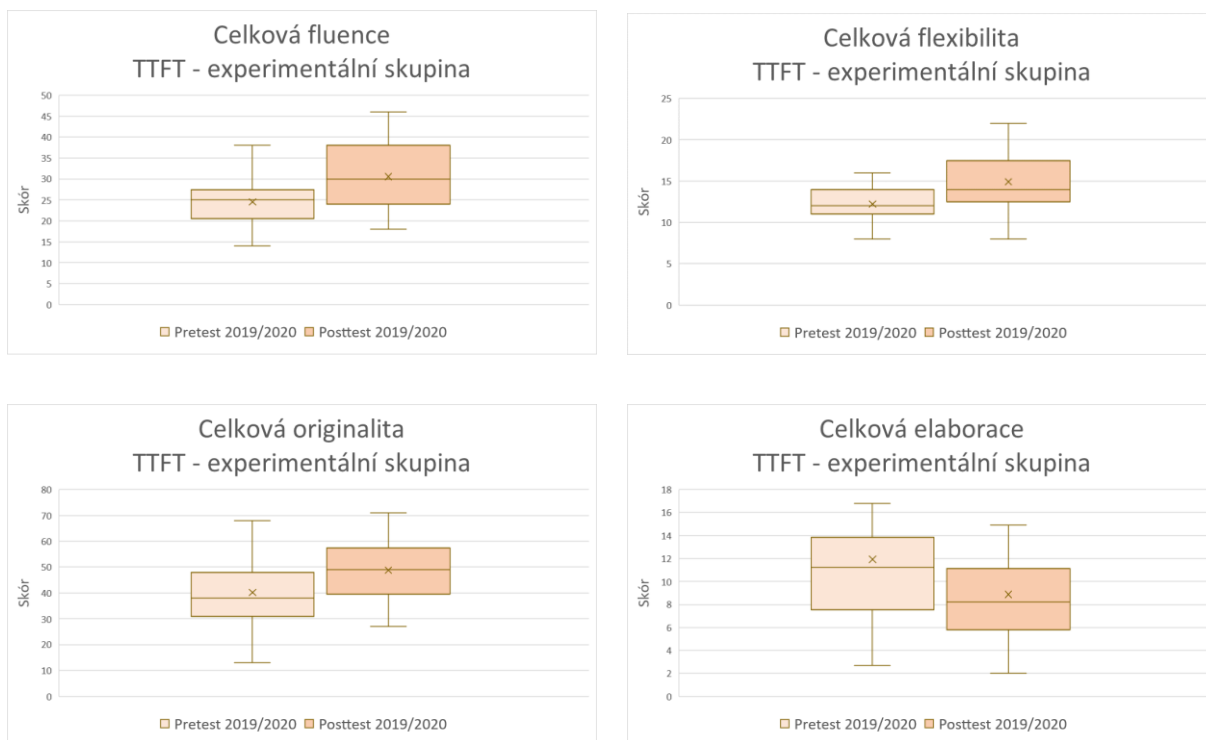 Celková fluence
TTFT - experimentální skupina
50
45
40
35
30
25
20
15
10
5
0
Skór
Pretest 2019/2020 Posttest 2019/2020
Celková flexibilita
TTFT - experimentální skupina
25
20
15
10
5
0
Skór
Pretest 2019/2020 Posttest 2019/2020
Celková originalita
TTFT - experimentální skupina
80
70
60
50
40
30
20
10
0
Skór
Pretest 2019/2020 Posttest 2019/2020
Celková elaborace
TTFT - experimentální skupina
18
16
14
12
10
8
6
4
2
0
Skór
Pretest 2019/2020 Posttest 2019/2020